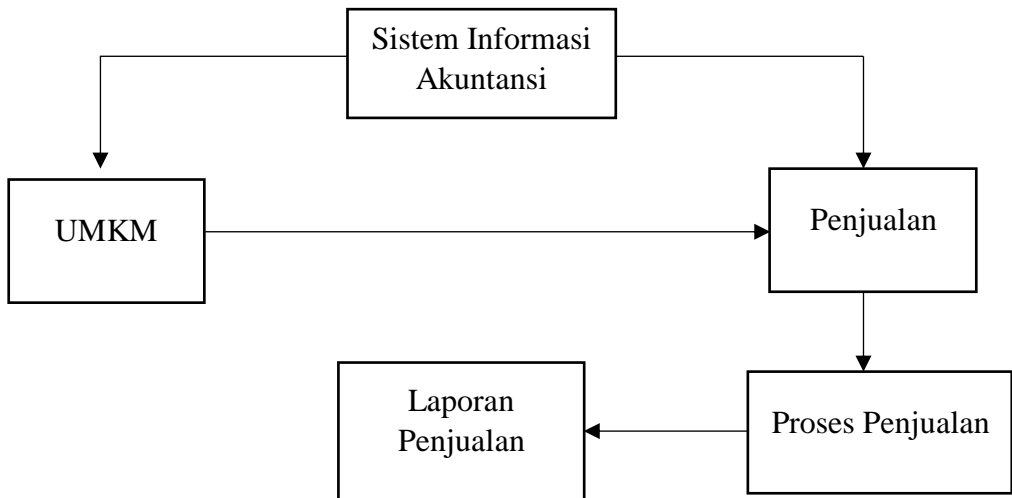 Sistem Informasi
Akuntansi
UMKM
Penjualan
Laporan
Penjualan
Proses Penjualan